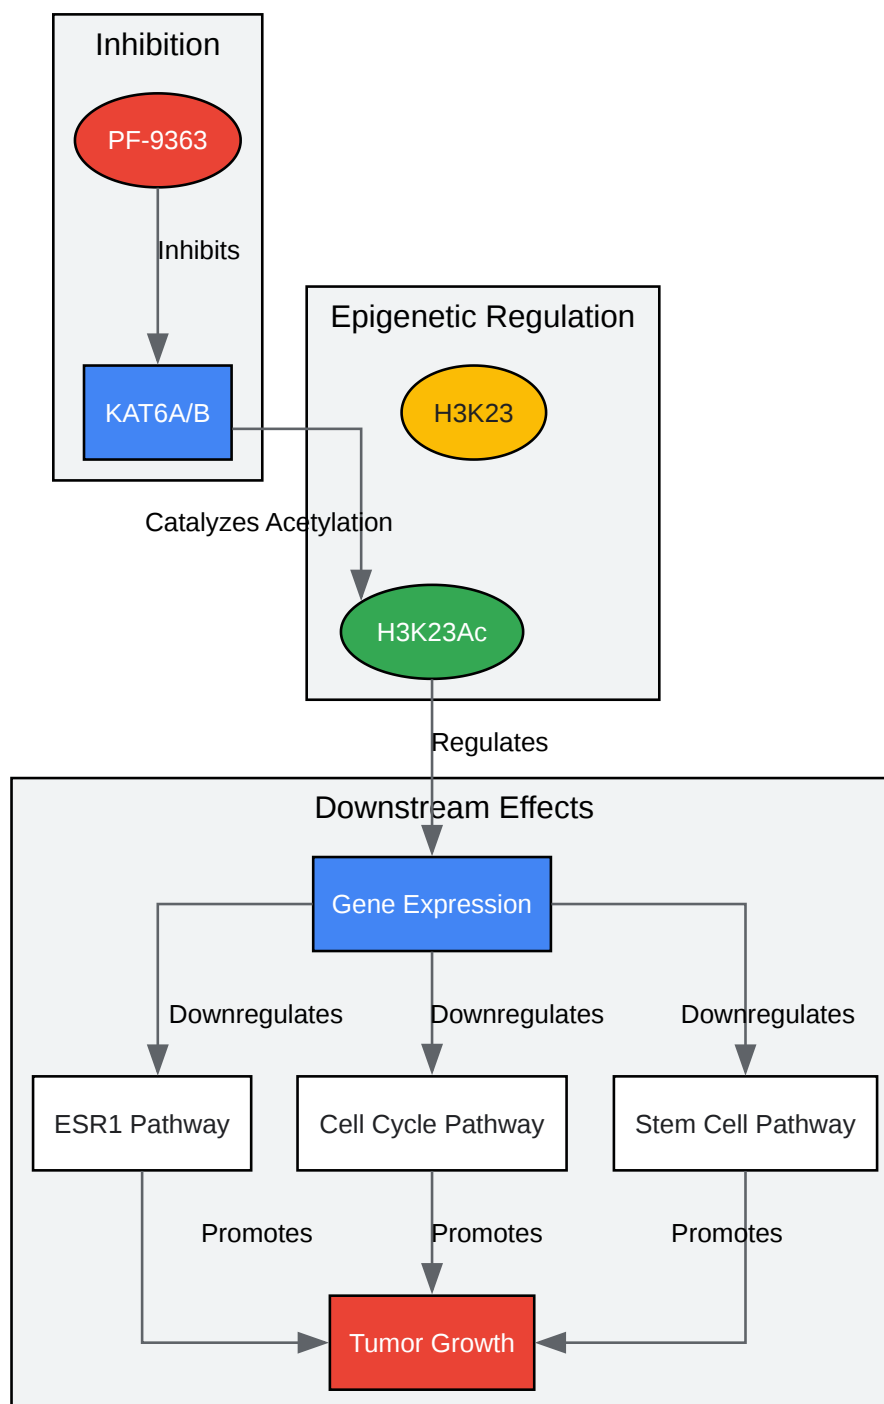 Inhibition
PF-9363
Inhibits
Epigenetic Regulation
KAT6A/B
H3K23
Catalyzes Acetylation
H3K23Ac
Regulates
Downstream Effects
Gene Expression
Downregulates
Downregulates
Downregulates
ESR1 Pathway
Cell Cycle Pathway
Stem Cell Pathway
Promotes
Promotes
Promotes
Tumor Growth